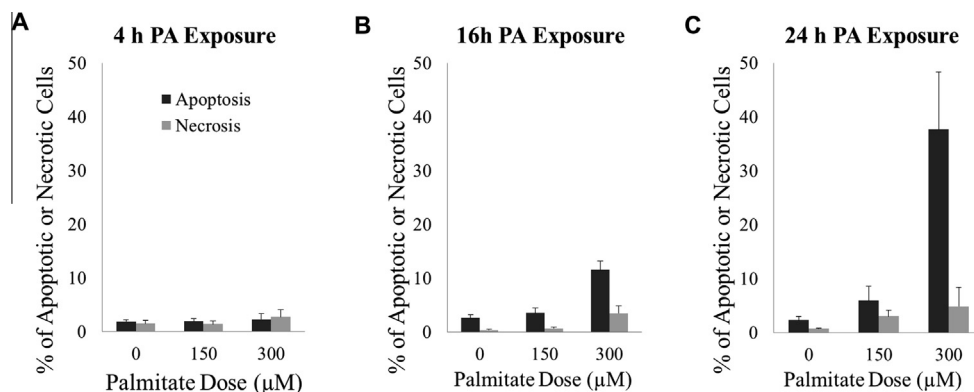 A
4 h PA Exposure
% of Apoptotic or Necrotic Cells
50
40
30
20
10
0
Apoptosis
Necrosis
0 150 300
Palmitate Dose (µM)
B
16h PA Exposure
% of Apoptotic or Necrotic Cells
50
40
30
20
10
0
0 150 300
Palmitate Dose (µM)
C
24 h PA Exposure
% of Apoptotic or Necrotic Cells
50
40
30
20
10
0
0 150 300
Palmitate Dose (µM)